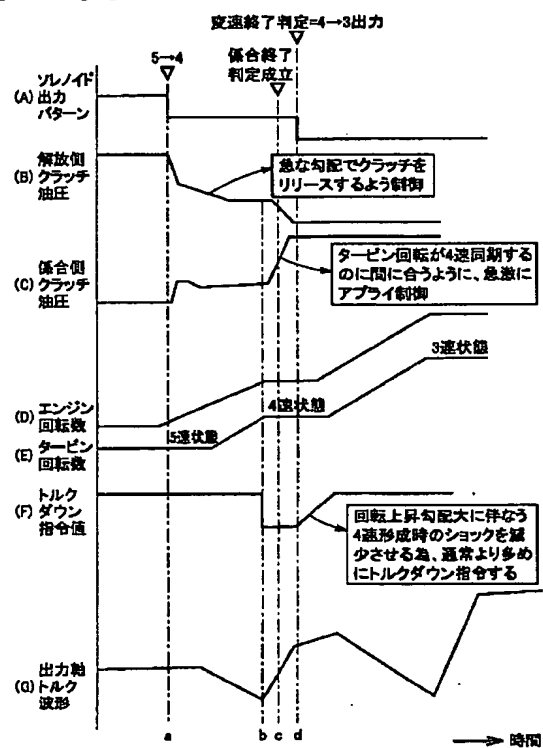 変速終了判定=4→3出力
5→4
係合終了
判定成立
ソレノイド
(A) 出力
パターン
解放側
(B) クラッチ
油圧
急な勾配でクラッチを
リリースするよう制御
係合側
(C) クラッチ
油圧
タービン回転が4速同期する
のに間に合うように、急激に
アプライ制御
3速状態
4速状態
(D) エンジン
回転数
5速状態
(E) タービン
回転数
トルク
(F) ダウン
指令値
回転上昇勾配大に伴なう
4速形成時のショックを減
少させる為、通常より多め
にトルクダウン指令する
出力軸
(G) トルク
波形
a b c d
時間